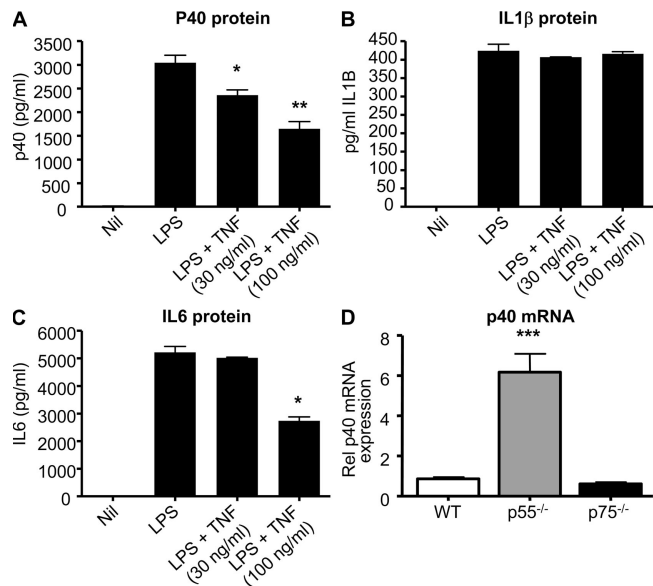 A P40 protein
p40 (pg/ml)
3500
3000
2500
2000
1500
1000
500
0
*
**
Nil
LPS
LPS + TNF
(30 ng/ml)
LPS + TNF
(100 ng/ml)
B IL1β protein
pg/ml IL1B
450
400
350
300
250
200
150
100
50
0
Nil
LPS
LPS + TNF
(30 ng/ml)
LPS + TNF
(100 ng/ml)
C IL6 protein
IL6 (pg/ml)
6000
5000
4000
3000
2000
1000
0
*
Nil
LPS
LPS + TNF
(30 ng/ml)
LPS + TNF
(100 ng/ml)
D p40 mRNA
Rel p40 mRNA
expression
8
6
4
2
0
***
WT
p55-/-
p75-/-